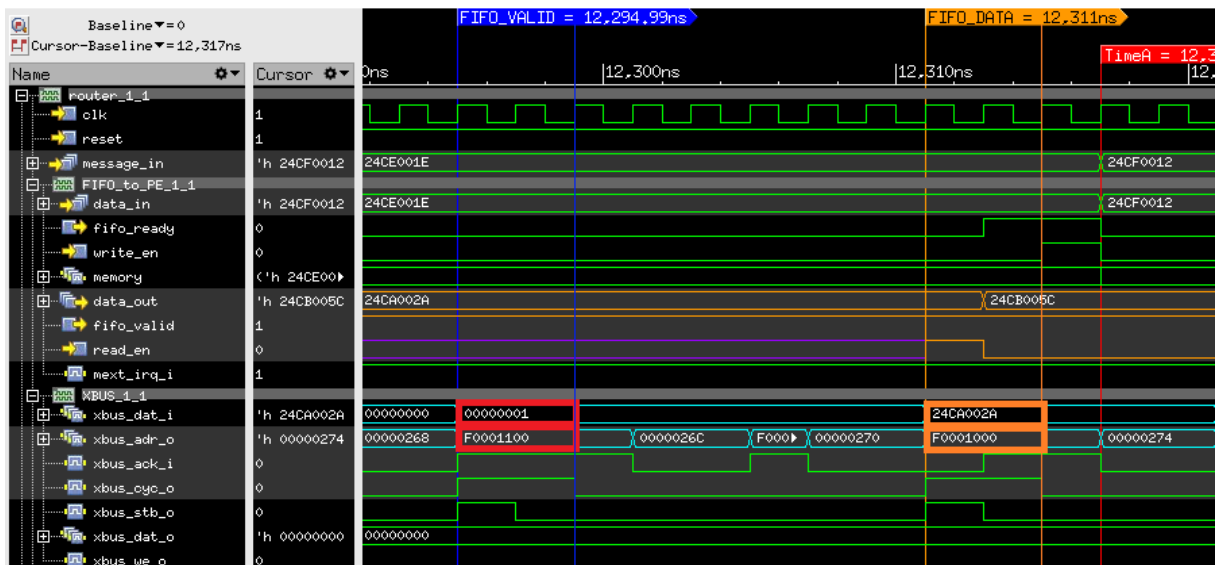 Baseline▼=0
FIFO_VALID = 12,294.99ns
FIFO_DATA = 12,311ns
Cursor-Baseline▼=12,317ns
TimeA = 12,3
Name
Cursor
0ns
12,300ns
12,310ns
12,
router_1_1
clk 1
reset 1
message_in 'h 24CF0012 24CE001E 24CF0012
FIFO_to_PE_1_1
data_in 'h 24CF0012 24CE001E 24CF0012
fifo_ready 0
write_en 0
memory ('h 24CE00
data_out 'h 24CB005C 24CA002A 24CB005C
fifo_valid 1
read_en 0
mext_irq_i 1
XBUS_1_1
xbus_dat_i 'h 24CA002A 00000000 00000001 24CA002A
xbus_adr_o 'h 00000274 00000268 F0001100 0000026C F000 00000270 F0001000 00000274
xbus_ack_i 0
xbus_cyc_o 0
xbus_stb_o 0
xbus_dat_o 'h 00000000 00000000
xbus_we_o 0